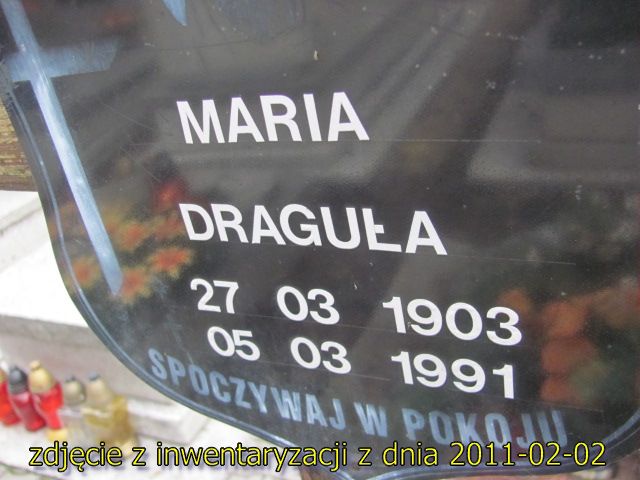 MARIA
DRAGUŁA
27 03 1903
05 03 1991
SPOCZYWAJ W POKOJU
zdjęcie z inwentaryzacji z dnia 2011-02-02